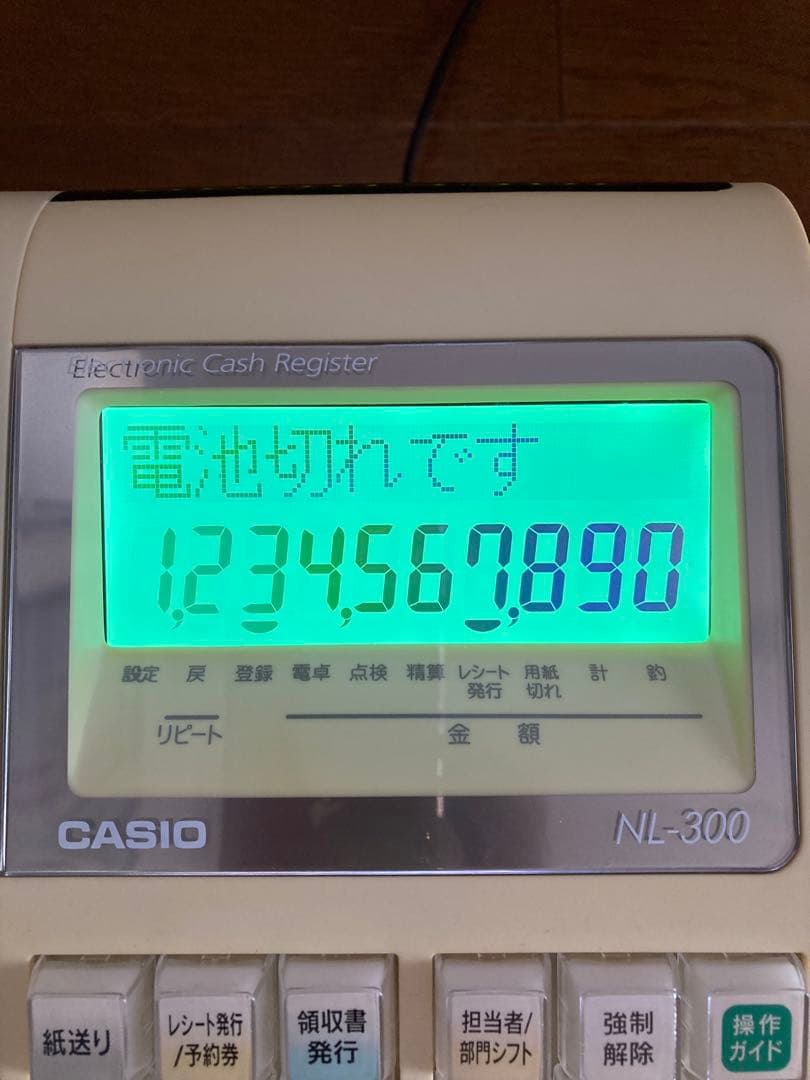 Electronic Cash Register
電池切れです
1,234,567,890
設定 戻 登録 電卓 点検 精算 レシート発行 用紙切れ 計 釣
リピート 金額
CASIO NL-300
紙送り
レシート発行
/予約券
領収書
発行
担当者/
部門シフト
強制
解除
操作
ガイド